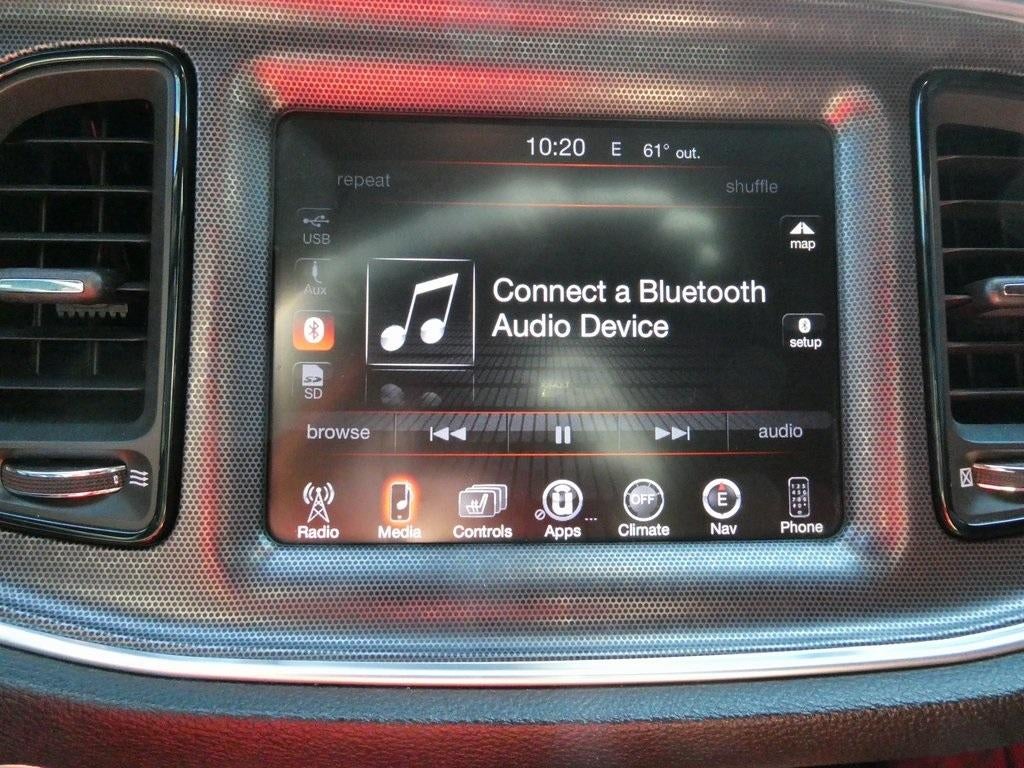 10:20 E 61° out.
repeat shuffle
USB
map
Aux
Connect a Bluetooth
Audio Device
setup
SD
browse audio
OFF E
Radio Media Controls Apps ... Climate Nav Phone